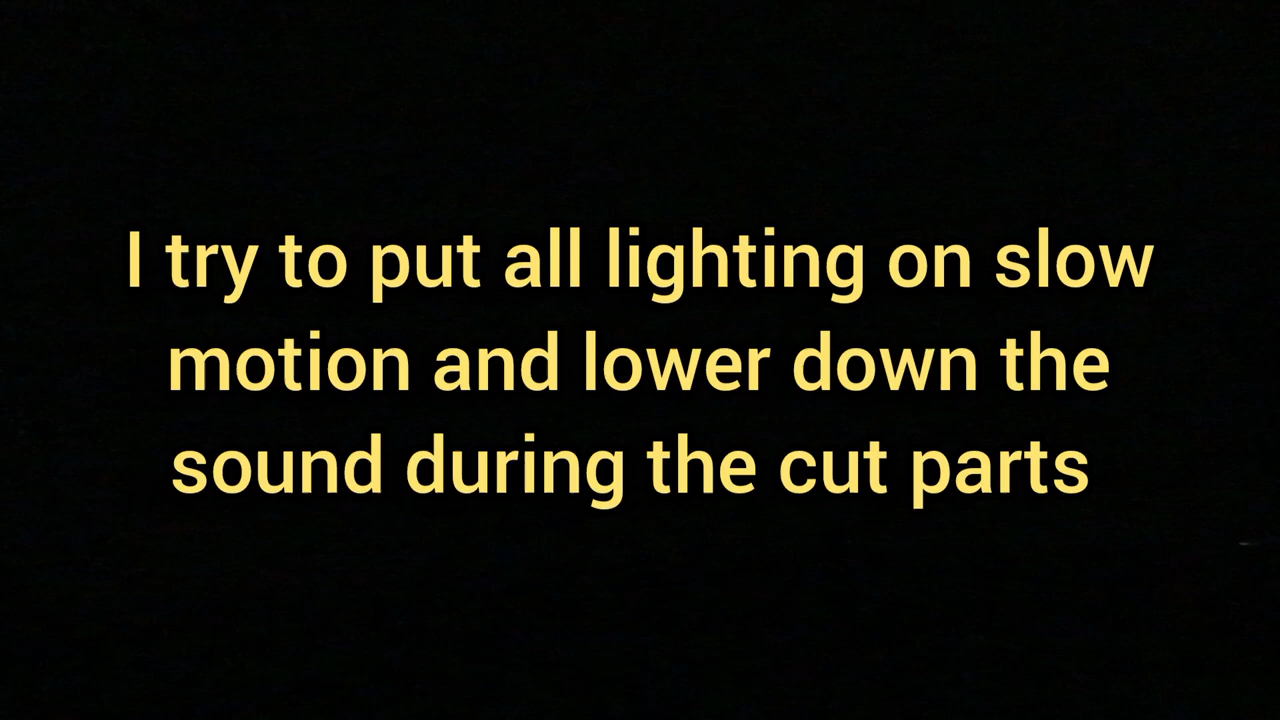 I try to put all lighting on slow
motion and lower down the
sound during the cut parts